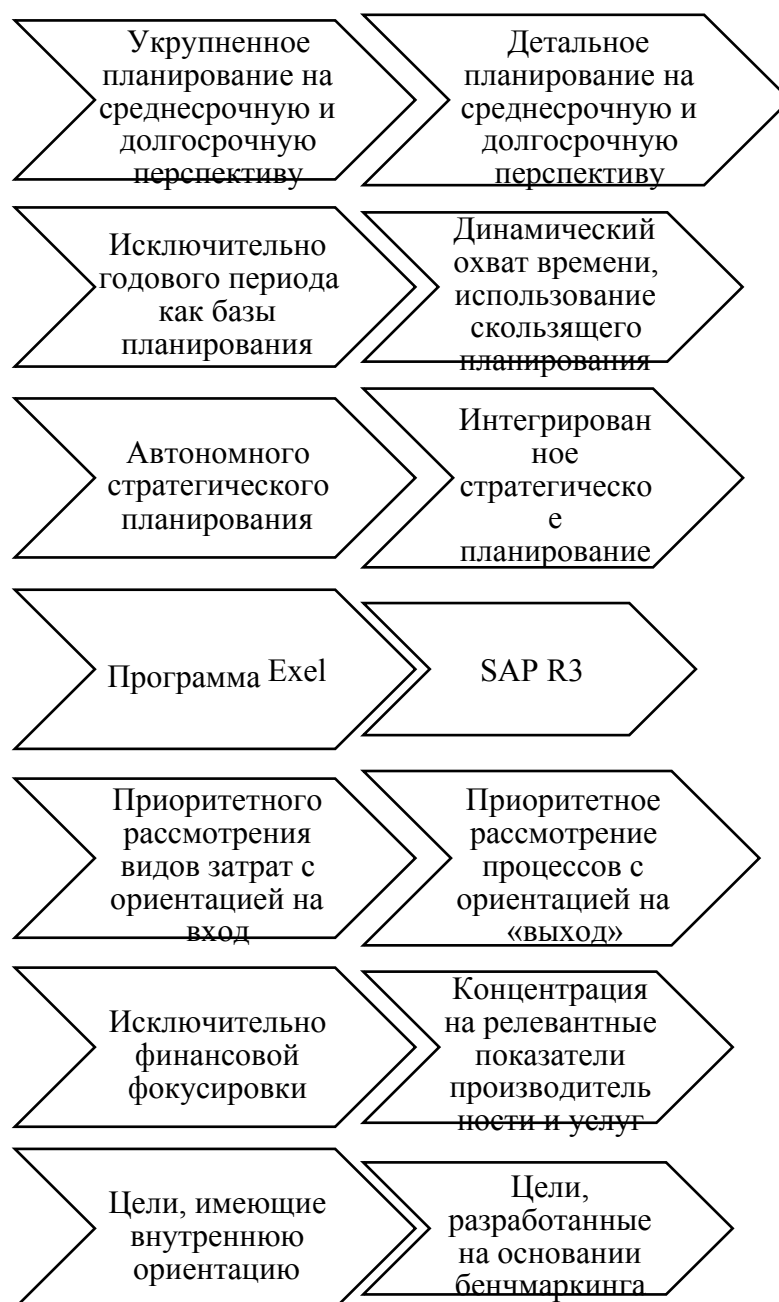 Укрупненное
планирование на
среднесрочную и
долгосрочную
перспективу
Детальное
планирование на
среднесрочную и
долгосрочную
перспективу
Исключительно
годового периода
как базы
планирования
Динамический
охват времени,
использование
скользящего
планирования
Автономного
стратегического
планирования
Интегрирован
ное
стратегическо
е
планирование
Программа Exel
SAP R3
Приоритетного
рассмотрения
видов затрат с
ориентацией на
вход
Приоритетное
рассмотрение
процессов с
ориентацией на
«выход»
Исключительно
финансовой
фокусировки
Концентрация
на релевантные
показатели
производитель
ности и услуг
Цели, имеющие
внутреннюю
ориентацию
Цели,
разработанные
на основании
бенчмаркинга